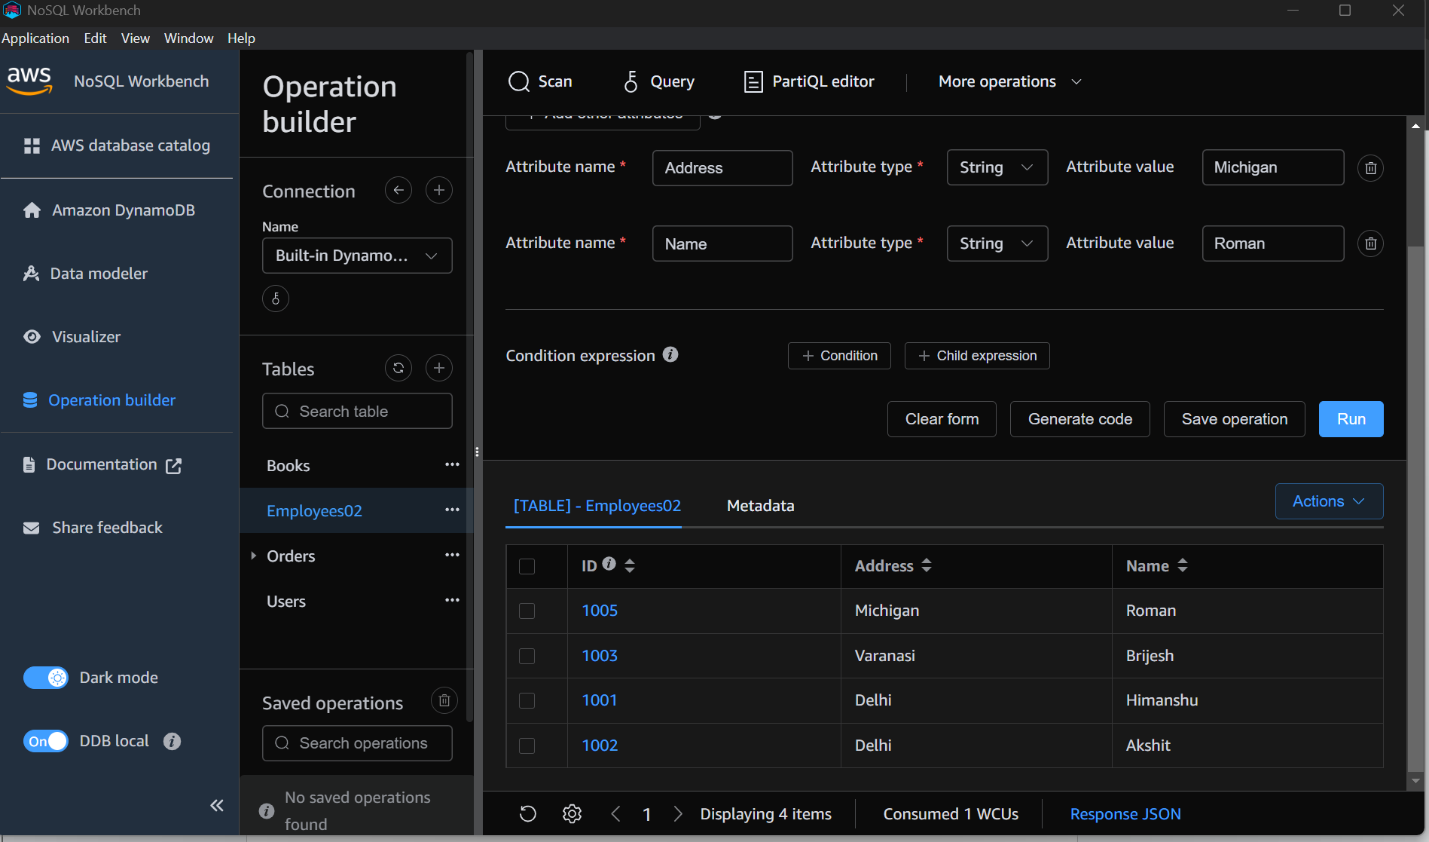 NoSQL Workbench
Application Edit View Window Help
aws NoSQL Workbench
AWS database catalog
Amazon DynamoDB
Data modeler
Visualizer
Operation builder
Documentation
Share feedback
Dark mode
On DDB local
Operation
builder
Connection
Name
Built-in Dynamo...
Tables
Search table
Books
Employees02
Orders
Users
Saved operations
Search operations
No saved operations
found
Scan Query PartiQL editor More operations
+ Add other attributes
Attribute name * Address Attribute type * String Attribute value Michigan
Attribute name * Name Attribute type * String Attribute value Roman
Condition expression + Condition + Child expression
Clear form Generate code Save operation Run
[TABLE] - Employees02 Metadata Actions
ID Address Name
1005 Michigan Roman
1003 Varanasi Brijesh
1001 Delhi Himanshu
1002 Delhi Akshit
1 Displaying 4 items Consumed 1 WCUs Response JSON